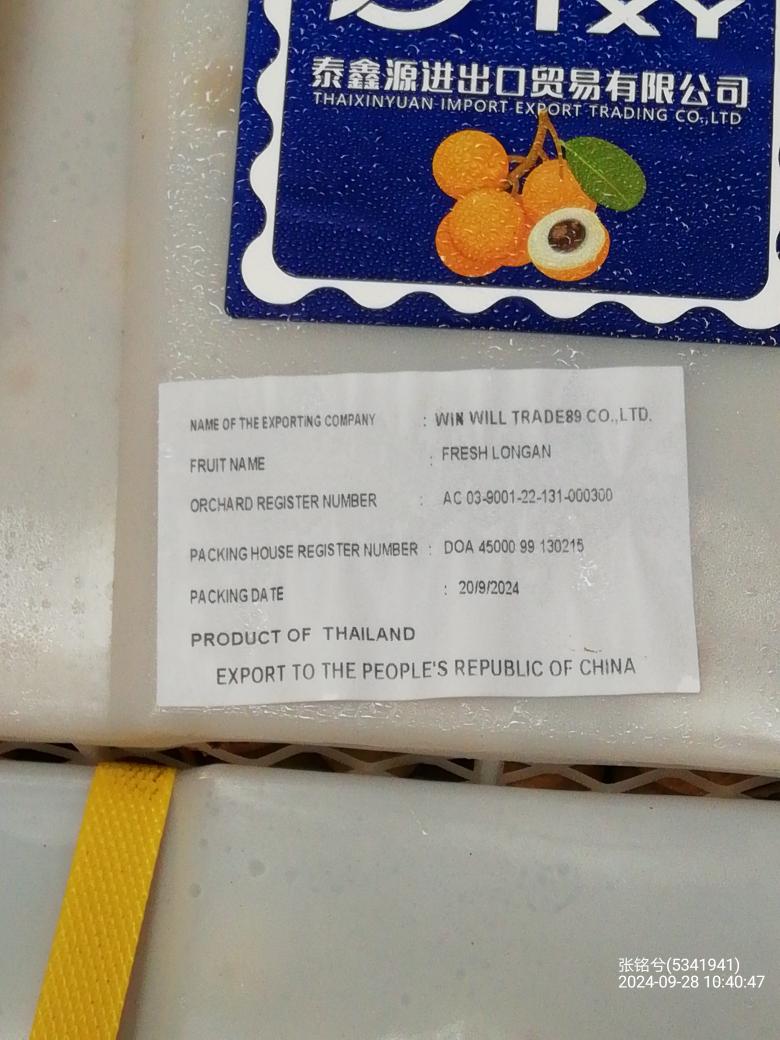 TXY
泰鑫源进出口贸易有限公司
THAIXINYUAN IMPORT EXPORT TRADING CO.,LTD
NAME OF THE EXPORTING COMPANY : WIN WILL TRADE89 CO.,LTD.
FRUIT NAME : FRESH LONGAN
ORCHARD REGISTER NUMBER : AC 03-9001-22-131-000300
PACKING HOUSE REGISTER NUMBER : DOA 45000 99 130215
PACKING DATE : 20/9/2024
PRODUCT OF THAILAND
EXPORT TO THE PEOPLE'S REPUBLIC OF CHINA
张铭兮(5341941)
2024-09-28 10:40:47